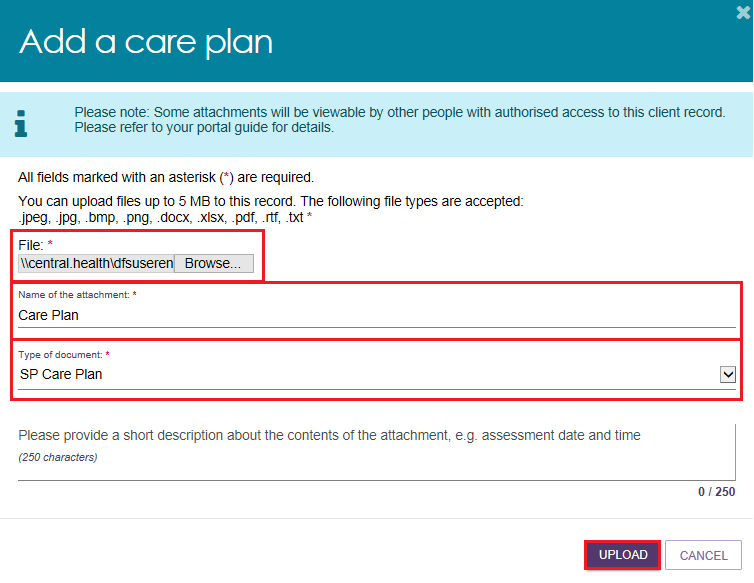 Add a care plan
Please note: Some attachments will be viewable by other people with authorised access to this client record.
Please refer to your portal guide for details.
All fields marked with an asterisk (*) are required.
You can upload files up to 5 MB to this record. The following file types are accepted:
.jpeg, .jpg, .bmp, .png, .docx, .xlsx, .pdf, .rtf, .txt *
File: *
\\central.health\dfsuseren Browse...
Name of the attachment: *
Care Plan
Type of document: *
SP Care Plan
Please provide a short description about the contents of the attachment, e.g. assessment date and time
(250 characters)
0 / 250
UPLOAD CANCEL